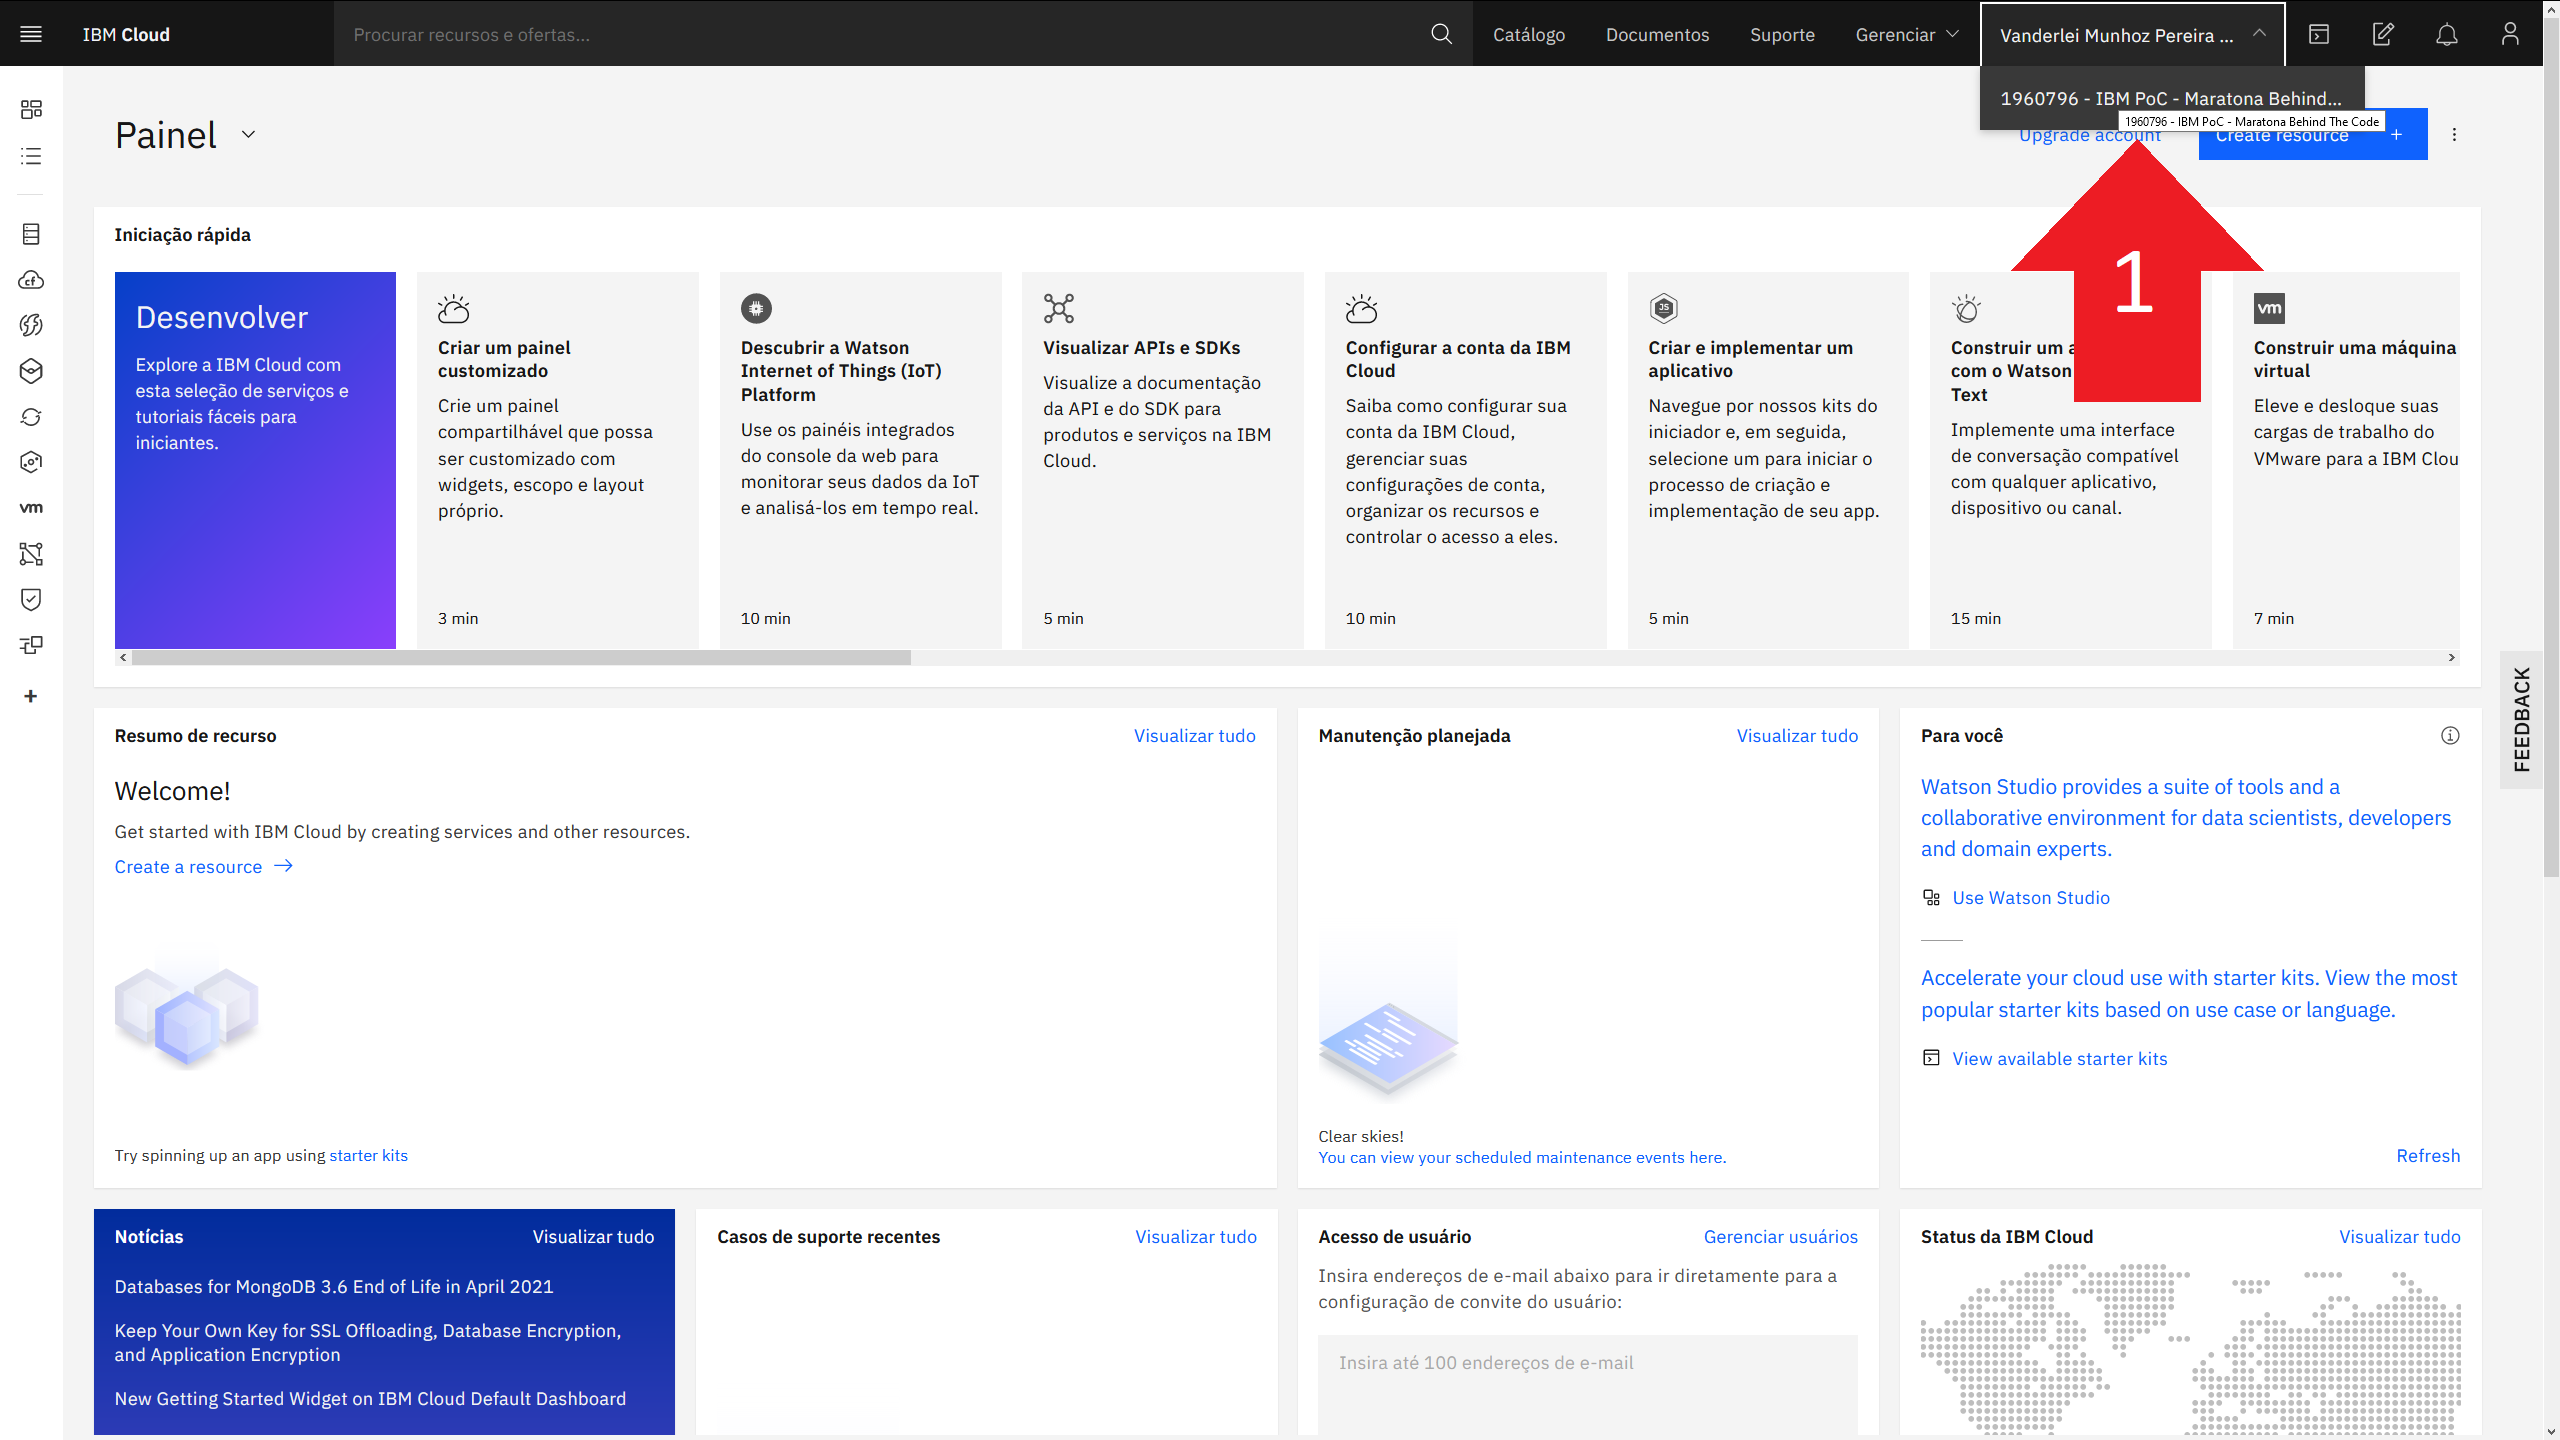 IBM Cloud
Procurar recursos e ofertas...
Catálogo
Documentos
Suporte
Gerenciar
Vanderlei Munhoz Pereira ...
1960796 - IBM PoC - Maratona Behind...
1960796 - IBM PoC - Maratona Behind The Code
Painel
Upgrade account
Create resource +
1
Iniciação rápida
Desenvolver
Explore a IBM Cloud com
esta seleção de serviços e
tutoriais fáceis para
iniciantes.
Criar um painel
customizado
Crie um painel
compartilhável que possa
ser customizado com
widgets, escopo e layout
próprio.
3 min
Descubrir a Watson
Internet of Things (IoT)
Platform
Use os painéis integrados
do console da web para
monitorar seus dados da IoT
e analisá-los em tempo real.
10 min
Visualizar APIs e SDKs
Visualize a documentação
da API e do SDK para
produtos e serviços na IBM
Cloud.
5 min
Configurar a conta da IBM
Cloud
Saiba como configurar sua
conta da IBM Cloud,
gerenciar suas
configurações de conta,
organizar os recursos e
controlar o acesso a eles.
10 min
JS
Criar e implementar um
aplicativo
Navegue por nossos kits do
iniciador e, em seguida,
selecione um para iniciar o
processo de criação e
implementação de seu app.
5 min
Construir um
com o Watson
Text
Implemente uma interface
de conversação compatível
com qualquer aplicativo,
dispositivo ou canal.
15 min
vm
Construir uma máquina
virtual
Eleve e desloque suas
cargas de trabalho do
VMware para a IBM Clou
7 min
cf
vm
FEEDBACK
Resumo de recurso
Visualizar tudo
Welcome!
Get started with IBM Cloud by creating services and other resources.
Create a resource
Try spinning up an app using starter kits
Manutenção planejada
Visualizar tudo
Clear skies!
You can view your scheduled maintenance events here.
Para você
Watson Studio provides a suite of tools and a
collaborative environment for data scientists, developers
and domain experts.
Use Watson Studio
Accelerate your cloud use with starter kits. View the most
popular starter kits based on use case or language.
View available starter kits
Refresh
Notícias
Visualizar tudo
Databases for MongoDB 3.6 End of Life in April 2021
Keep Your Own Key for SSL Offloading, Database Encryption,
and Application Encryption
New Getting Started Widget on IBM Cloud Default Dashboard
Casos de suporte recentes
Visualizar tudo
Acesso de usuário
Gerenciar usuários
Insira endereços de e-mail abaixo para ir diretamente para a
configuração de convite do usuário:
Insira até 100 endereços de e-mail
Status da IBM Cloud
Visualizar tudo